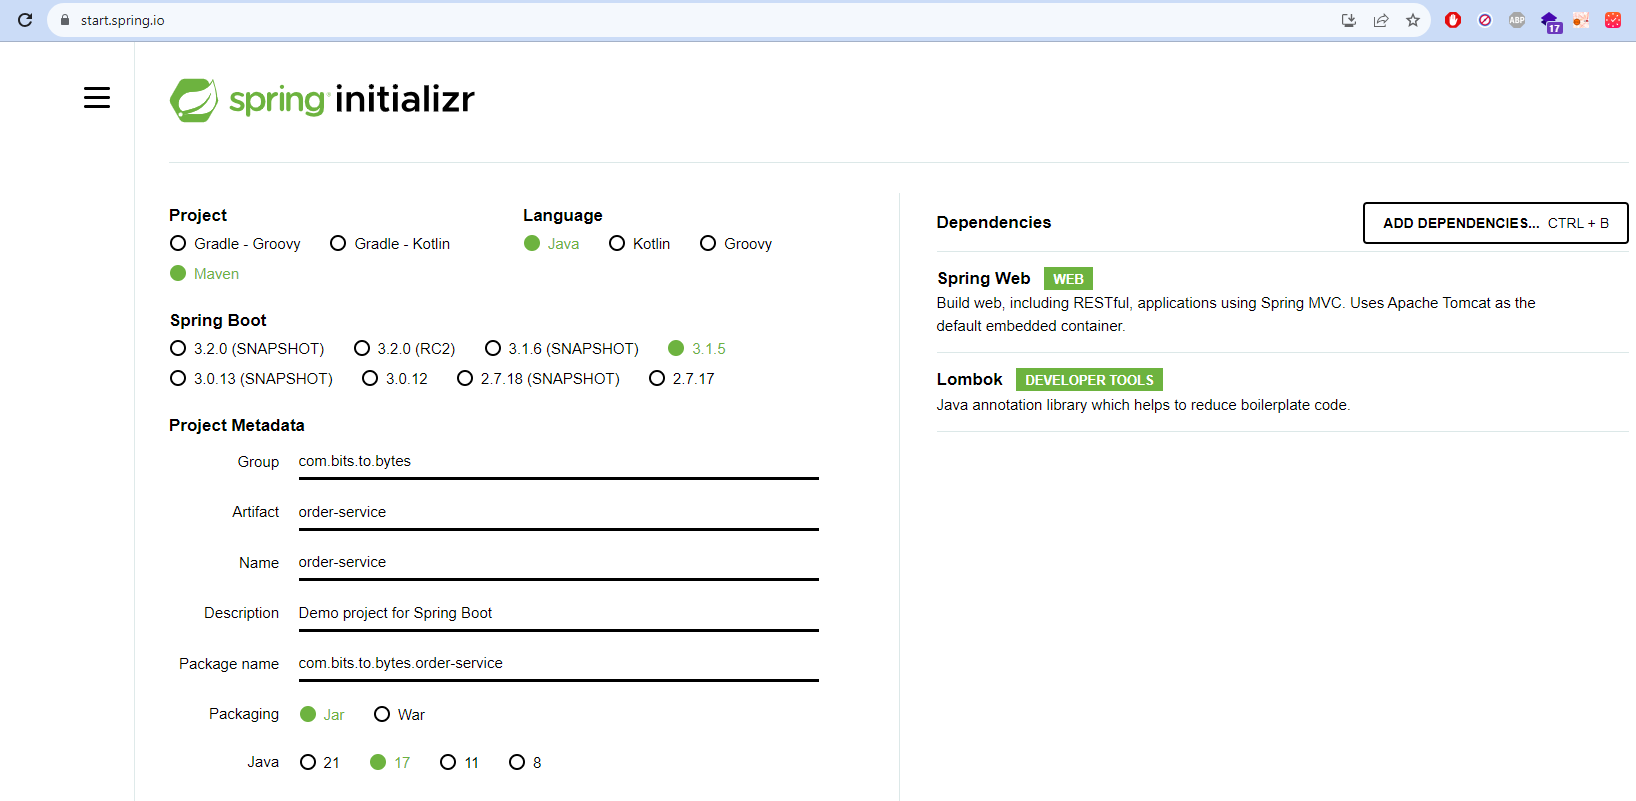 start.spring.io
ABP
17
spring initializr
Project
Gradle - Groovy Gradle - Kotlin
Maven
Language
Java Kotlin Groovy
Spring Boot
3.2.0 (SNAPSHOT) 3.2.0 (RC2) 3.1.6 (SNAPSHOT) 3.1.5
3.0.13 (SNAPSHOT) 3.0.12 2.7.18 (SNAPSHOT) 2.7.17
Project Metadata
Group com.bits.to.bytes
Artifact order-service
Name order-service
Description Demo project for Spring Boot
Package name com.bits.to.bytes.order-service
Packaging Jar War
Java 21 17 11 8
Dependencies ADD DEPENDENCIES... CTRL + B
Spring Web WEB
Build web, including RESTful, applications using Spring MVC. Uses Apache Tomcat as the
default embedded container.
Lombok DEVELOPER TOOLS
Java annotation library which helps to reduce boilerplate code.